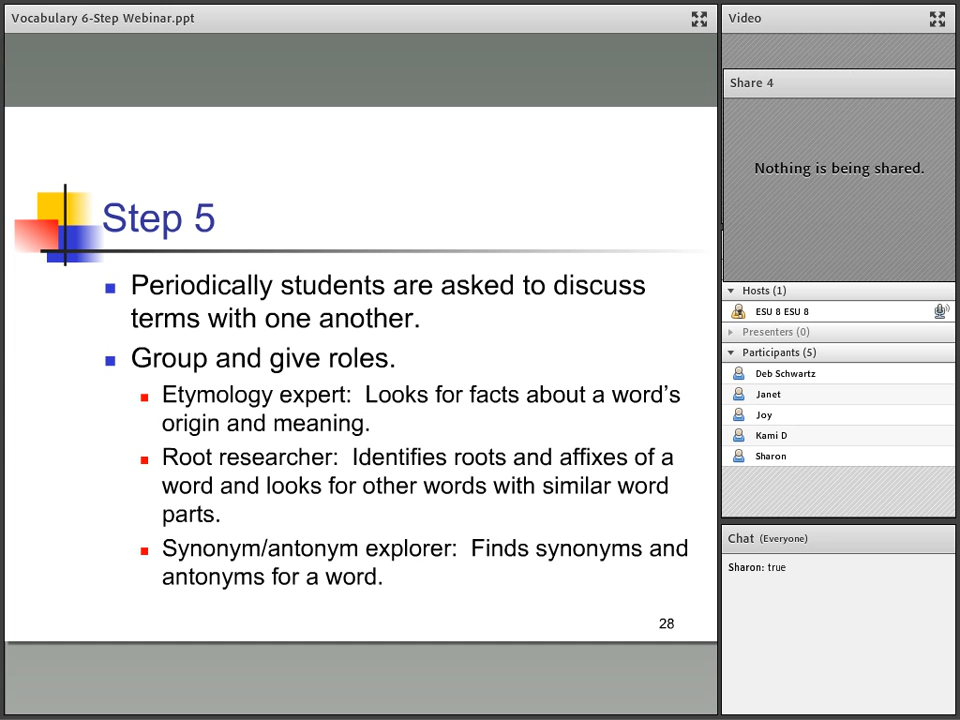 Vocabulary 6-Step Webinar.ppt
Step 5
Periodically students are asked to discuss
terms with one another.
Group and give roles.
Etymology expert: Looks for facts about a word's
origin and meaning.
Root researcher: Identifies roots and affixes of a
word and looks for other words with similar word
parts.
Synonym/antonym explorer: Finds synonyms and
antonyms for a word.
28
Video
Share 4
Nothing is being shared.
Hosts (1)
ESU 8 ESU 8
Presenters (0)
Participants (5)
Deb Schwartz
Janet
Joy
Kami D
Sharon
Chat (Everyone)
Sharon: true